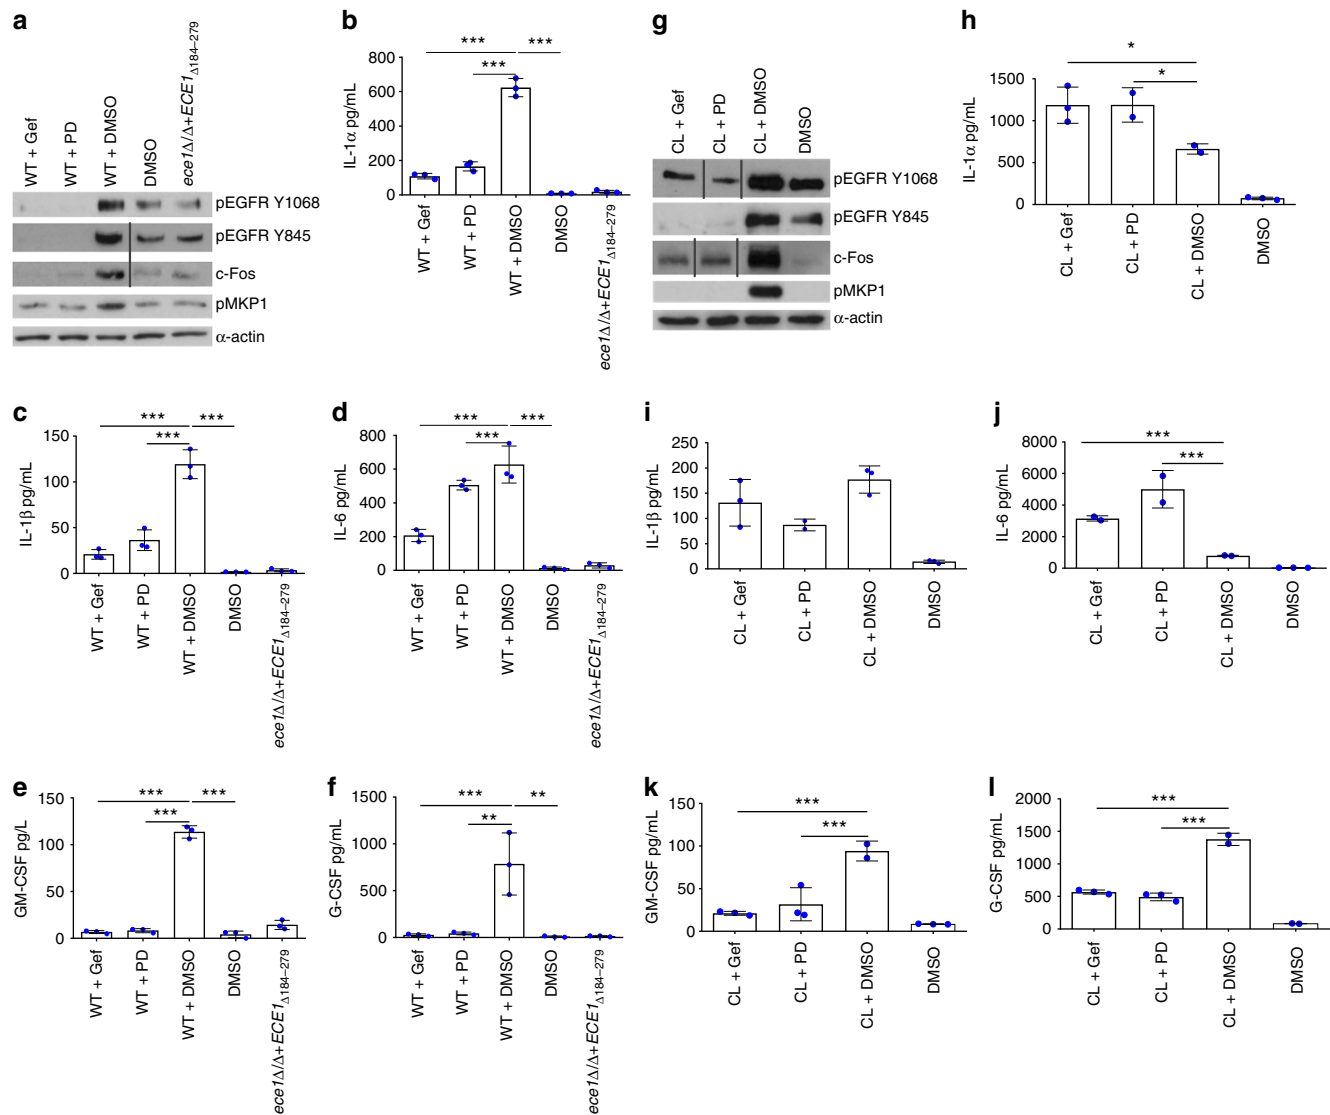 a
WT + Gef
WT + PD
WT + DMSO
DMSO
ece1Δ/Δ+ECE1Δ184–279
pEGFR Y1068
pEGFR Y845
c-Fos
pMKP1
α-actin
b
*** ***
***
IL-1α pg/mL
800
600
400
200
0
WT + Gef
WT + PD
WT + DMSO
DMSO
ece1Δ/Δ+ECE1Δ184–279
g
CL + Gef
CL + PD
CL + DMSO
DMSO
pEGFR Y1068
pEGFR Y845
c-Fos
pMKP1
α-actin
h
*
*
IL-1α pg/mL
1500
1000
500
0
CL + Gef
CL + PD
CL + DMSO
DMSO
c
*** ***
***
IL-1β pg/mL
150
100
50
0
WT + Gef
WT + PD
WT + DMSO
DMSO
ece1Δ/Δ+ECE1Δ184–279
d
*** ***
***
IL-6 pg/mL
800
600
400
200
0
WT + Gef
WT + PD
WT + DMSO
DMSO
ece1Δ/Δ+ECE1Δ184–279
i
IL-1β pg/mL
250
200
150
100
50
0
CL + Gef
CL + PD
CL + DMSO
DMSO
j
***
***
IL-6 pg/mL
8000
6000
4000
2000
0
CL + Gef
CL + PD
CL + DMSO
DMSO
e
*** ***
***
GM-CSF pg/L
150
100
50
0
WT + Gef
WT + PD
WT + DMSO
DMSO
ece1Δ/Δ+ECE1Δ184–279
f
*** **
**
G-CSF pg/mL
1500
1000
500
0
WT + Gef
WT + PD
WT + DMSO
DMSO
ece1Δ/Δ+ECE1Δ184–279
k
***
***
GM-CSF pg/mL
150
100
50
0
CL + Gef
CL + PD
CL + DMSO
DMSO
l
***
***
G-CSF pg/mL
2000
1500
1000
500
0
CL + Gef
CL + PD
CL + DMSO
DMSO